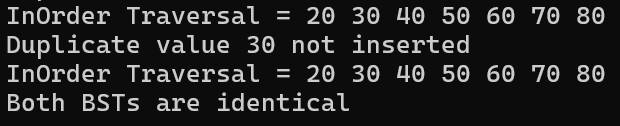 InOrder Traversal = 20 30 40 50 60 70 80
Duplicate value 30 not inserted
InOrder Traversal = 20 30 40 50 60 70 80
Both BSTs are identical